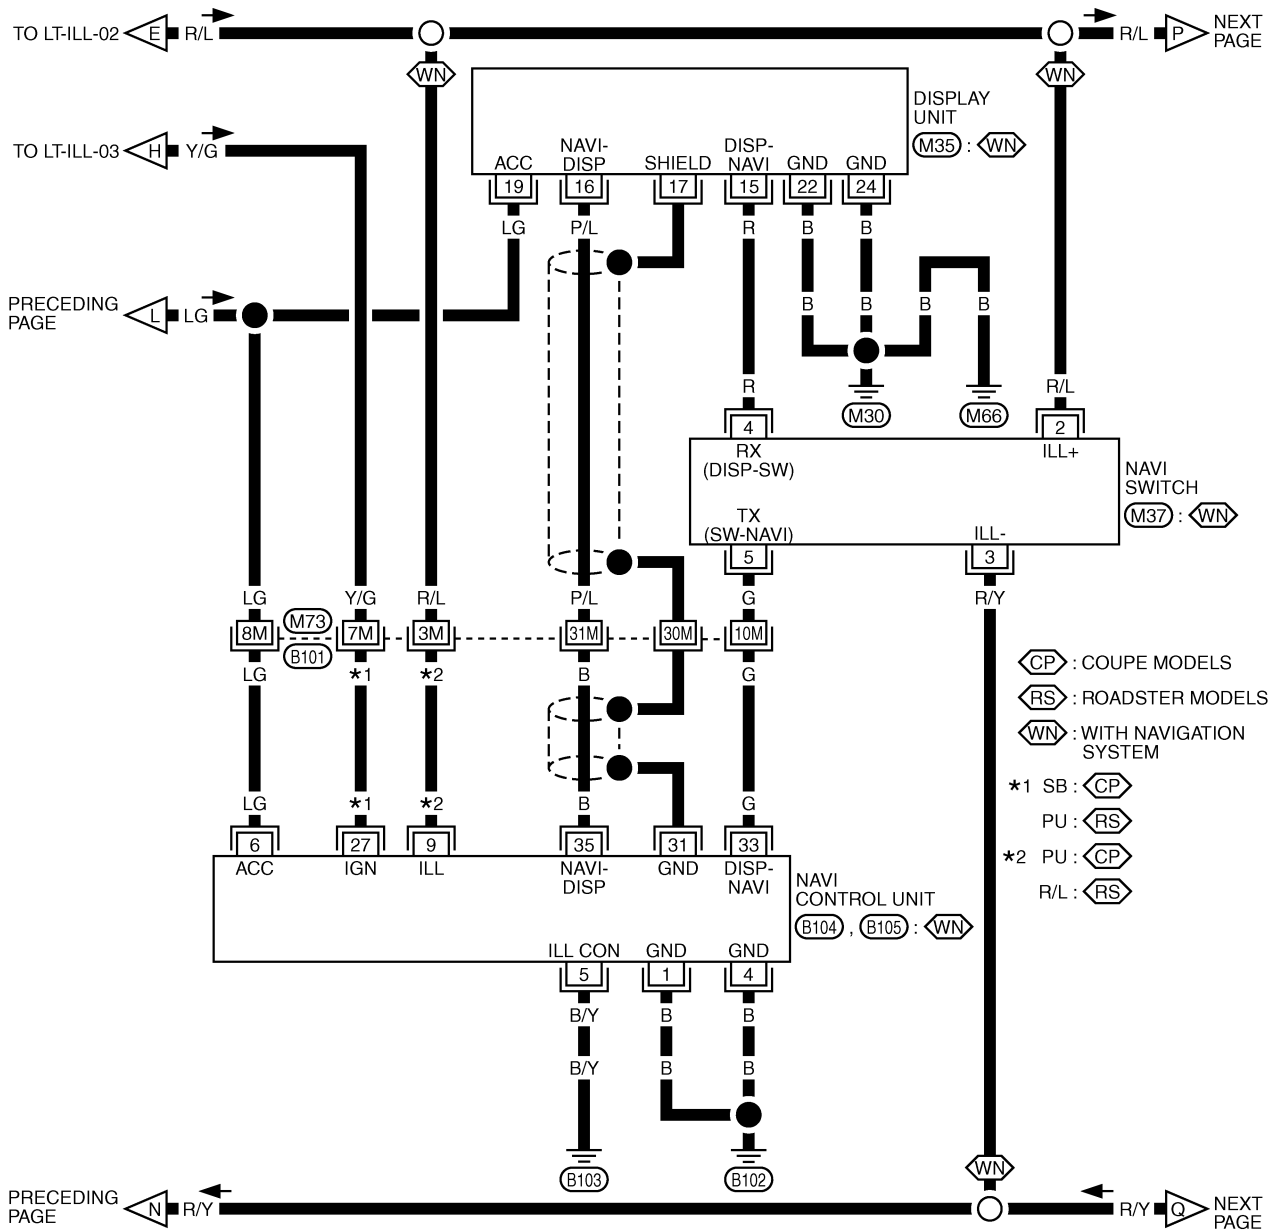 TO LT-ILL-02 E R/L R/L P NEXT
PAGE
WN WN
DISPLAY
UNIT
M35 : WN
TO LT-ILL-03 H Y/G
ACC NAVI-
DISP SHIELD DISP-
NAVI GND GND
19 16 17 15 22 24
LG P/L R B B
PRECEDING
PAGE L LG
B B B B
R R/L
M30 M66
4 2
RX
(DISP-SW) ILL+
NAVI
SWITCH
M37 : WN
TX
(SW-NAVI) ILL-
5 3
LG Y/G R/L P/L G R/Y
8M M73 7M 3M 31M 30M 10M
B101
LG *1 *2 B G
CP : COUPE MODELS
RS : ROADSTER MODELS
WN : WITH NAVIGATION
SYSTEM
*1 SB : CP
PU : RS
*2 PU : CP
R/L : RS
LG *1 *2 B G
6 27 9 35 31 33
ACC IGN ILL NAVI-
DISP GND DISP-
NAVI
NAVI
CONTROL UNIT
B104 , B105 : WN
ILL CON GND GND
5 1 4
B/Y B B
B/Y B B
B103 B102
WN
PRECEDING
PAGE N R/Y R/Y Q NEXT
PAGE